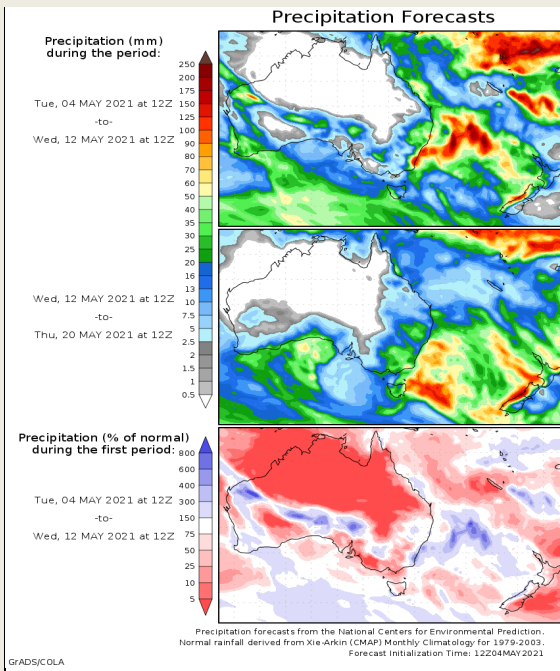 Precipitation Forecasts
Precipitation (mm)
during the period:
Tue, 04 MAY 2021 at 12Z
-to-
Wed, 12 MAY 2021 at 12Z
250
200
175
150
125
100
90
80
70
60
50
40
35
30
25
20
16
13
10
7.5
5
2.5
2
1.5
1
0.5
Wed, 12 MAY 2021 at 12Z
-to-
Thu, 20 MAY 2021 at 12Z
Precipitation (% of normal)
during the first period:
Tue, 04 MAY 2021 at 12Z
-to-
Wed, 12 MAY 2021 at 12Z
800
600
400
300
150
75
50
25
10
5
Precipitation forecasts from the National Centers for Environmental Prediction.
Normal rainfall derived from Xie-Arkin (CMAP) Monthly Climatology for 1979-2003.
Forecast Initialization Time: 12Z04MAY2021
GrADS/COLA